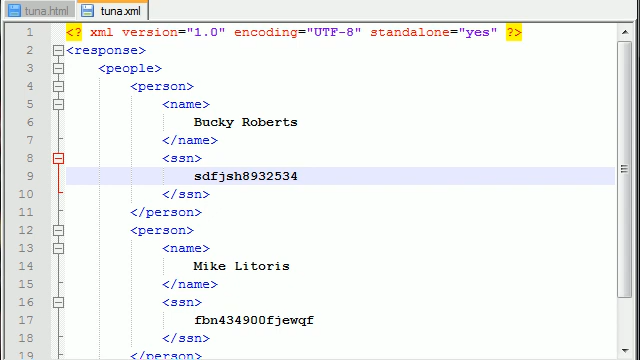 tuna.html tuna.xml
1 <? xml version="1.0" encoding="UTF-8" standalone="yes" ?>
2 <response>
3 <people>
4 <person>
5 <name>
6 Bucky Roberts
7 </name>
8 <ssn>
9 sdfjsh8932534
10 </ssn>
11 </person>
12 <person>
13 <name>
14 Mike Litoris
15 </name>
16 <ssn>
17 fbn434900fjewqf
18 </ssn>
19 </person>